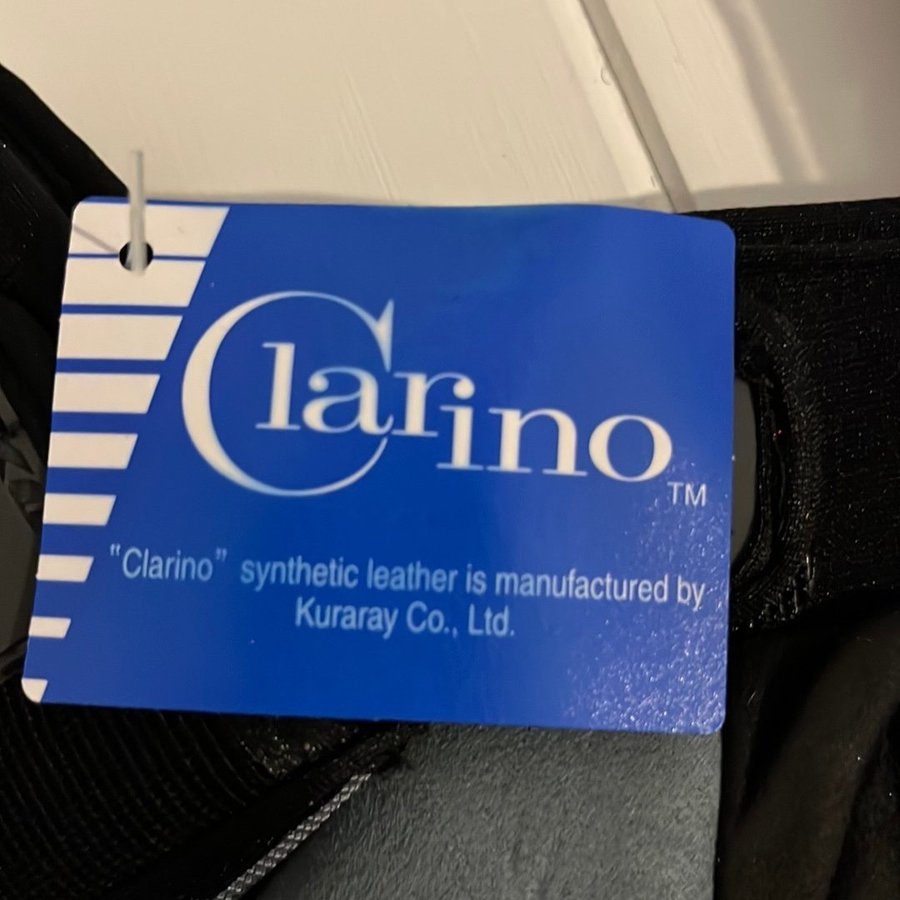 Clarino
TM
"Clarino" synthetic leather is manufactured by
Kuraray Co., Ltd.